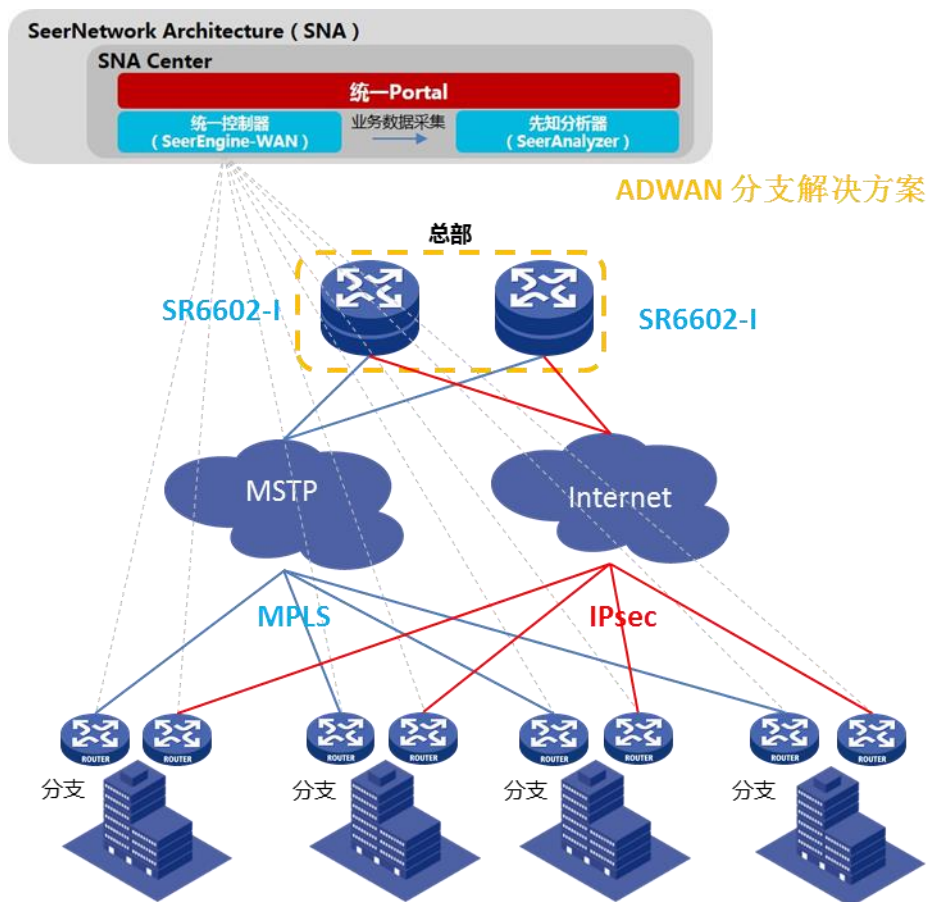 SeerNetwork Architecture ( SNA )
SNA Center
统一Portal
统一控制器
( SeerEngine-WAN )
业务数据采集
先知分析器
( SeerAnalyzer )
ADWAN 分支解决方案
总部
SR6602-I
SR6602-I
MSTP
Internet
MPLS
IPsec
ROUTER
ROUTER
ROUTER
ROUTER
ROUTER
ROUTER
ROUTER
ROUTER
分支
分支
分支
分支